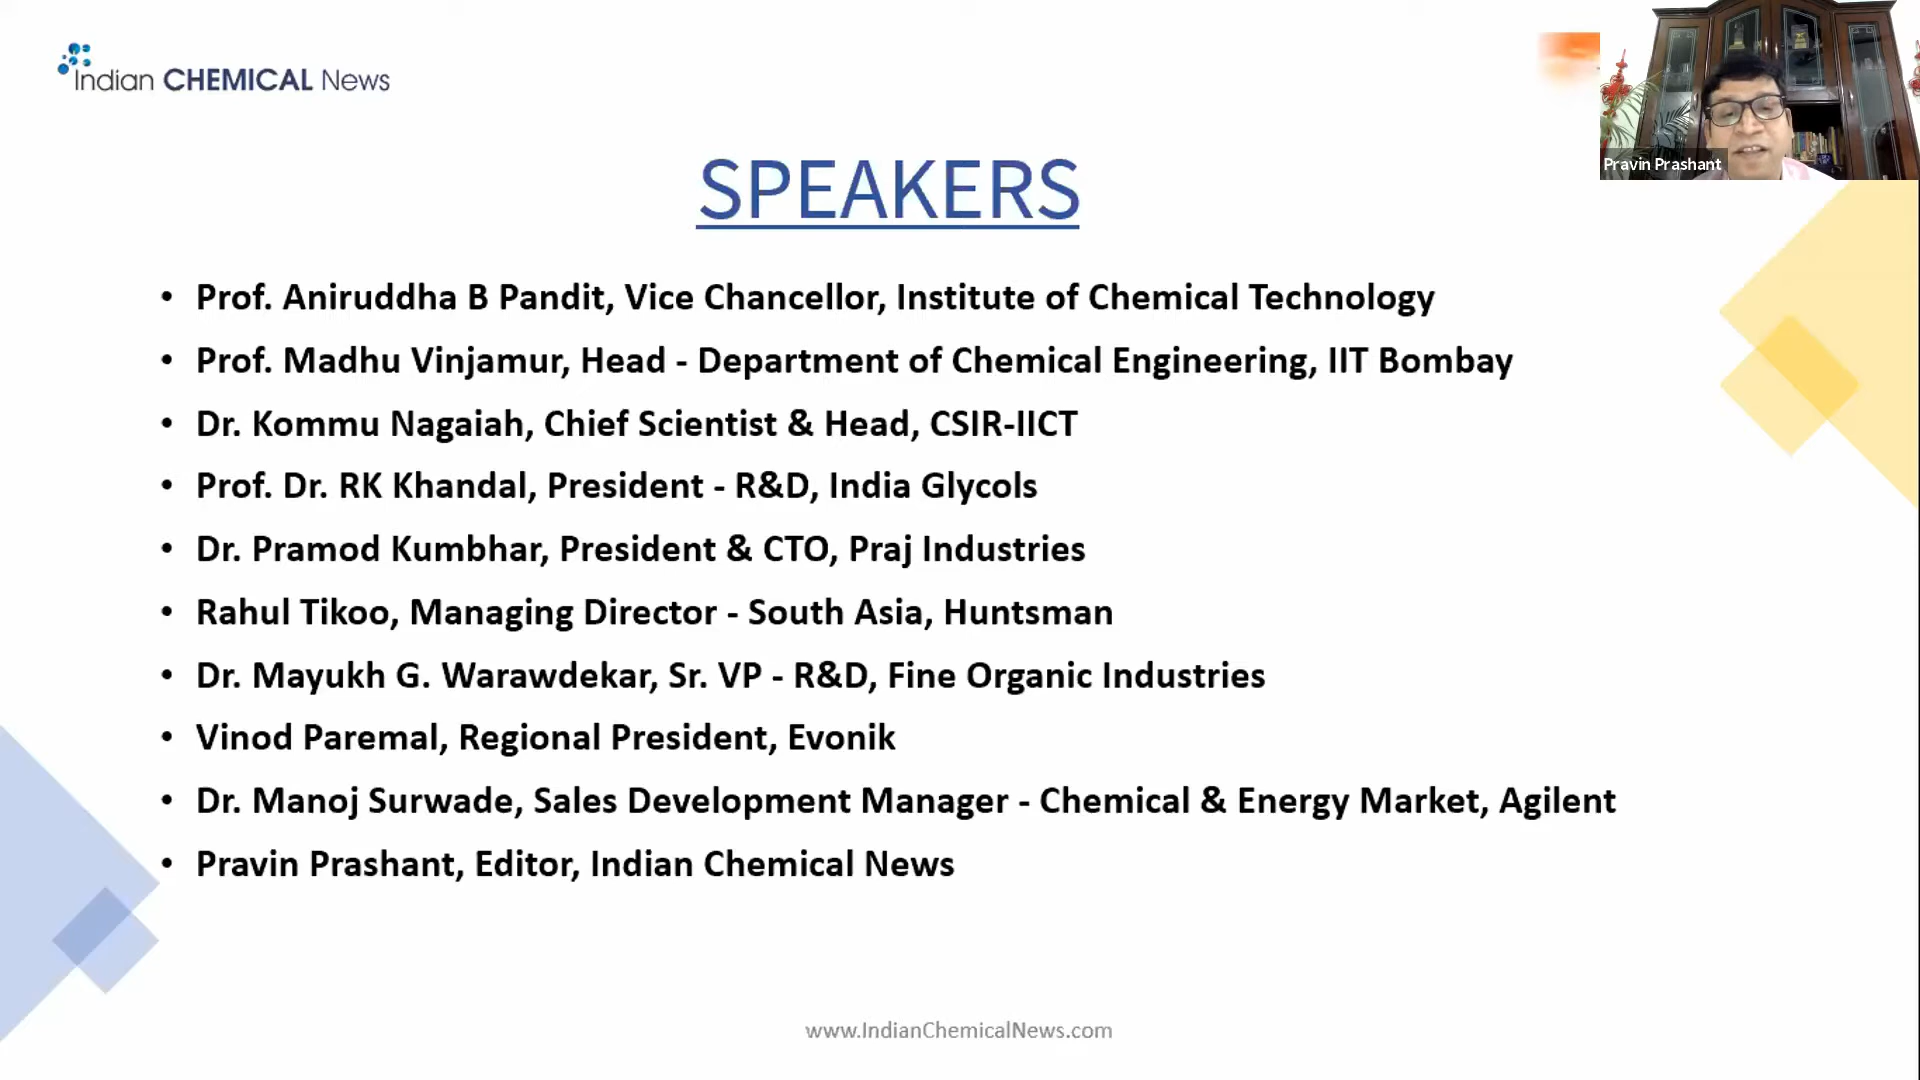 Indian CHEMICAL News
Pravin Prashant
SPEAKERS
• Prof. Aniruddha B Pandit, Vice Chancellor, Institute of Chemical Technology
• Prof. Madhu Vinjamur, Head - Department of Chemical Engineering, IIT Bombay
• Dr. Kommu Nagaiah, Chief Scientist & Head, CSIR-IICT
• Prof. Dr. RK Khandal, President - R&D, India Glycols
• Dr. Pramod Kumbhar, President & CTO, Praj Industries
• Rahul Tikoo, Managing Director - South Asia, Huntsman
• Dr. Mayukh G. Warawdekar, Sr. VP - R&D, Fine Organic Industries
• Vinod Paremal, Regional President, Evonik
• Dr. Manoj Surwade, Sales Development Manager - Chemical & Energy Market, Agilent
• Pravin Prashant, Editor, Indian Chemical News
www.IndianChemicalNews.com